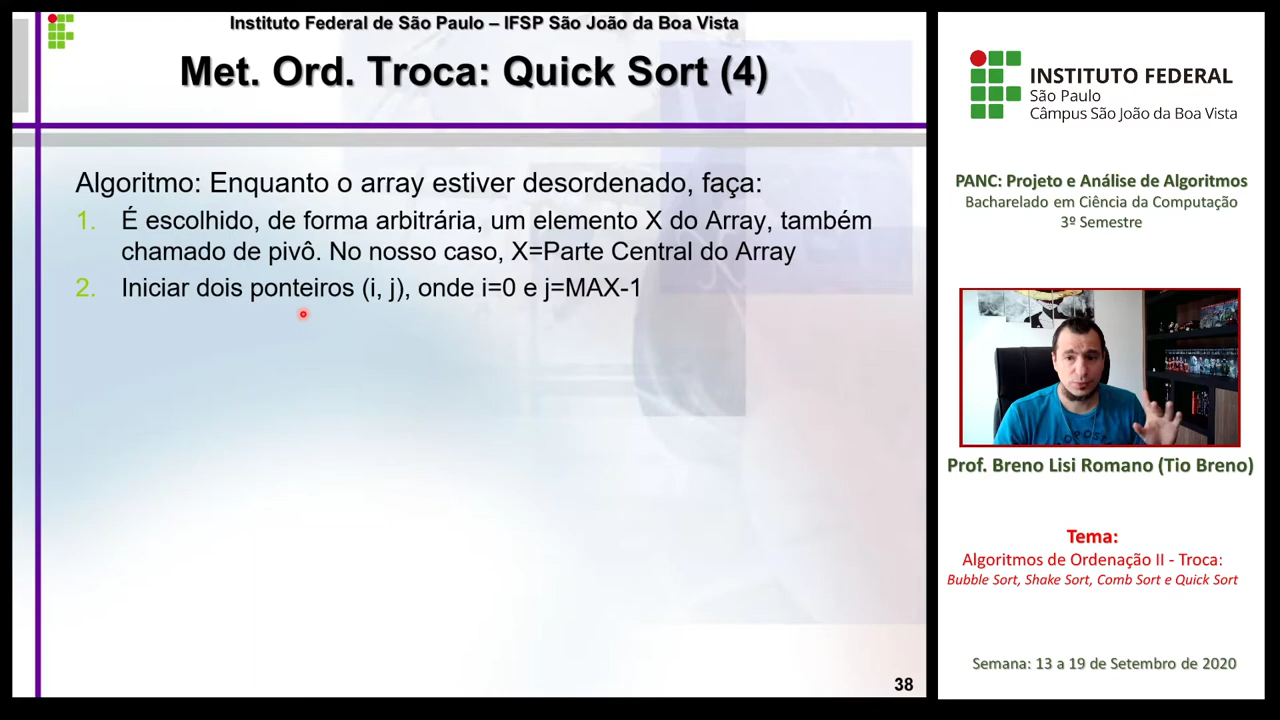 Instituto Federal de São Paulo – IFSP São João da Boa Vista
Met. Ord. Troca: Quick Sort (4)
Algoritmo: Enquanto o array estiver desordenado, faça:
1. É escolhido, de forma arbitrária, um elemento X do Array, também
chamado de pivô. No nosso caso, X=Parte Central do Array
2. Iniciar dois ponteiros (i, j), onde i=0 e j=MAX-1
38
INSTITUTO FEDERAL
São Paulo
Câmpus São João da Boa Vista
PANC: Projeto e Análise de Algoritmos
Bacharelado em Ciência da Computação
3º Semestre
Prof. Breno Lisi Romano (Tio Breno)
Tema:
Algoritmos de Ordenação II - Troca:
Bubble Sort, Shake Sort, Comb Sort e Quick Sort
Semana: 13 a 19 de Setembro de 2020